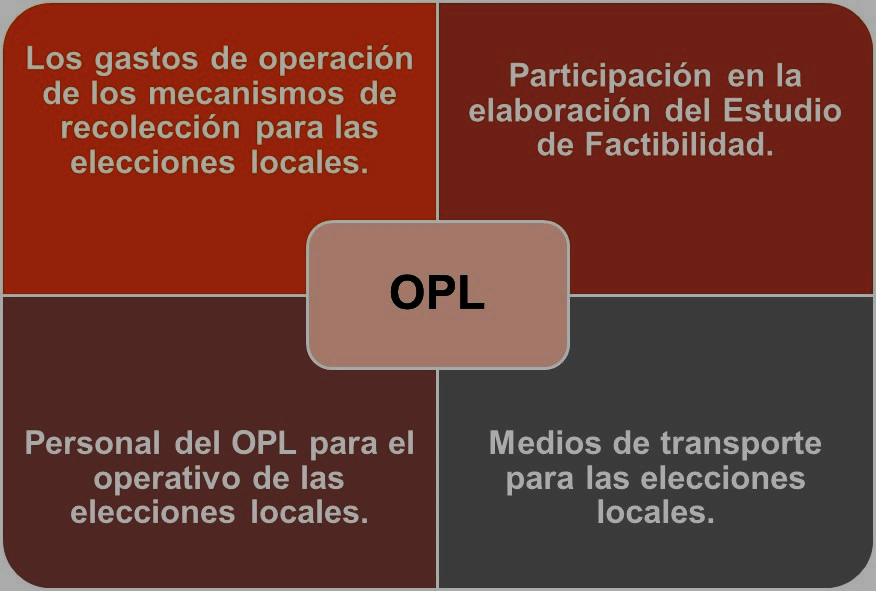 Los gastos de operación
de los mecanismos de
recolección para las
elecciones locales.
Participación en la
elaboración del Estudio
de Factibilidad.
OPL
Personal del OPL para el
operativo de las
elecciones locales.
Medios de transporte
para las elecciones
locales.